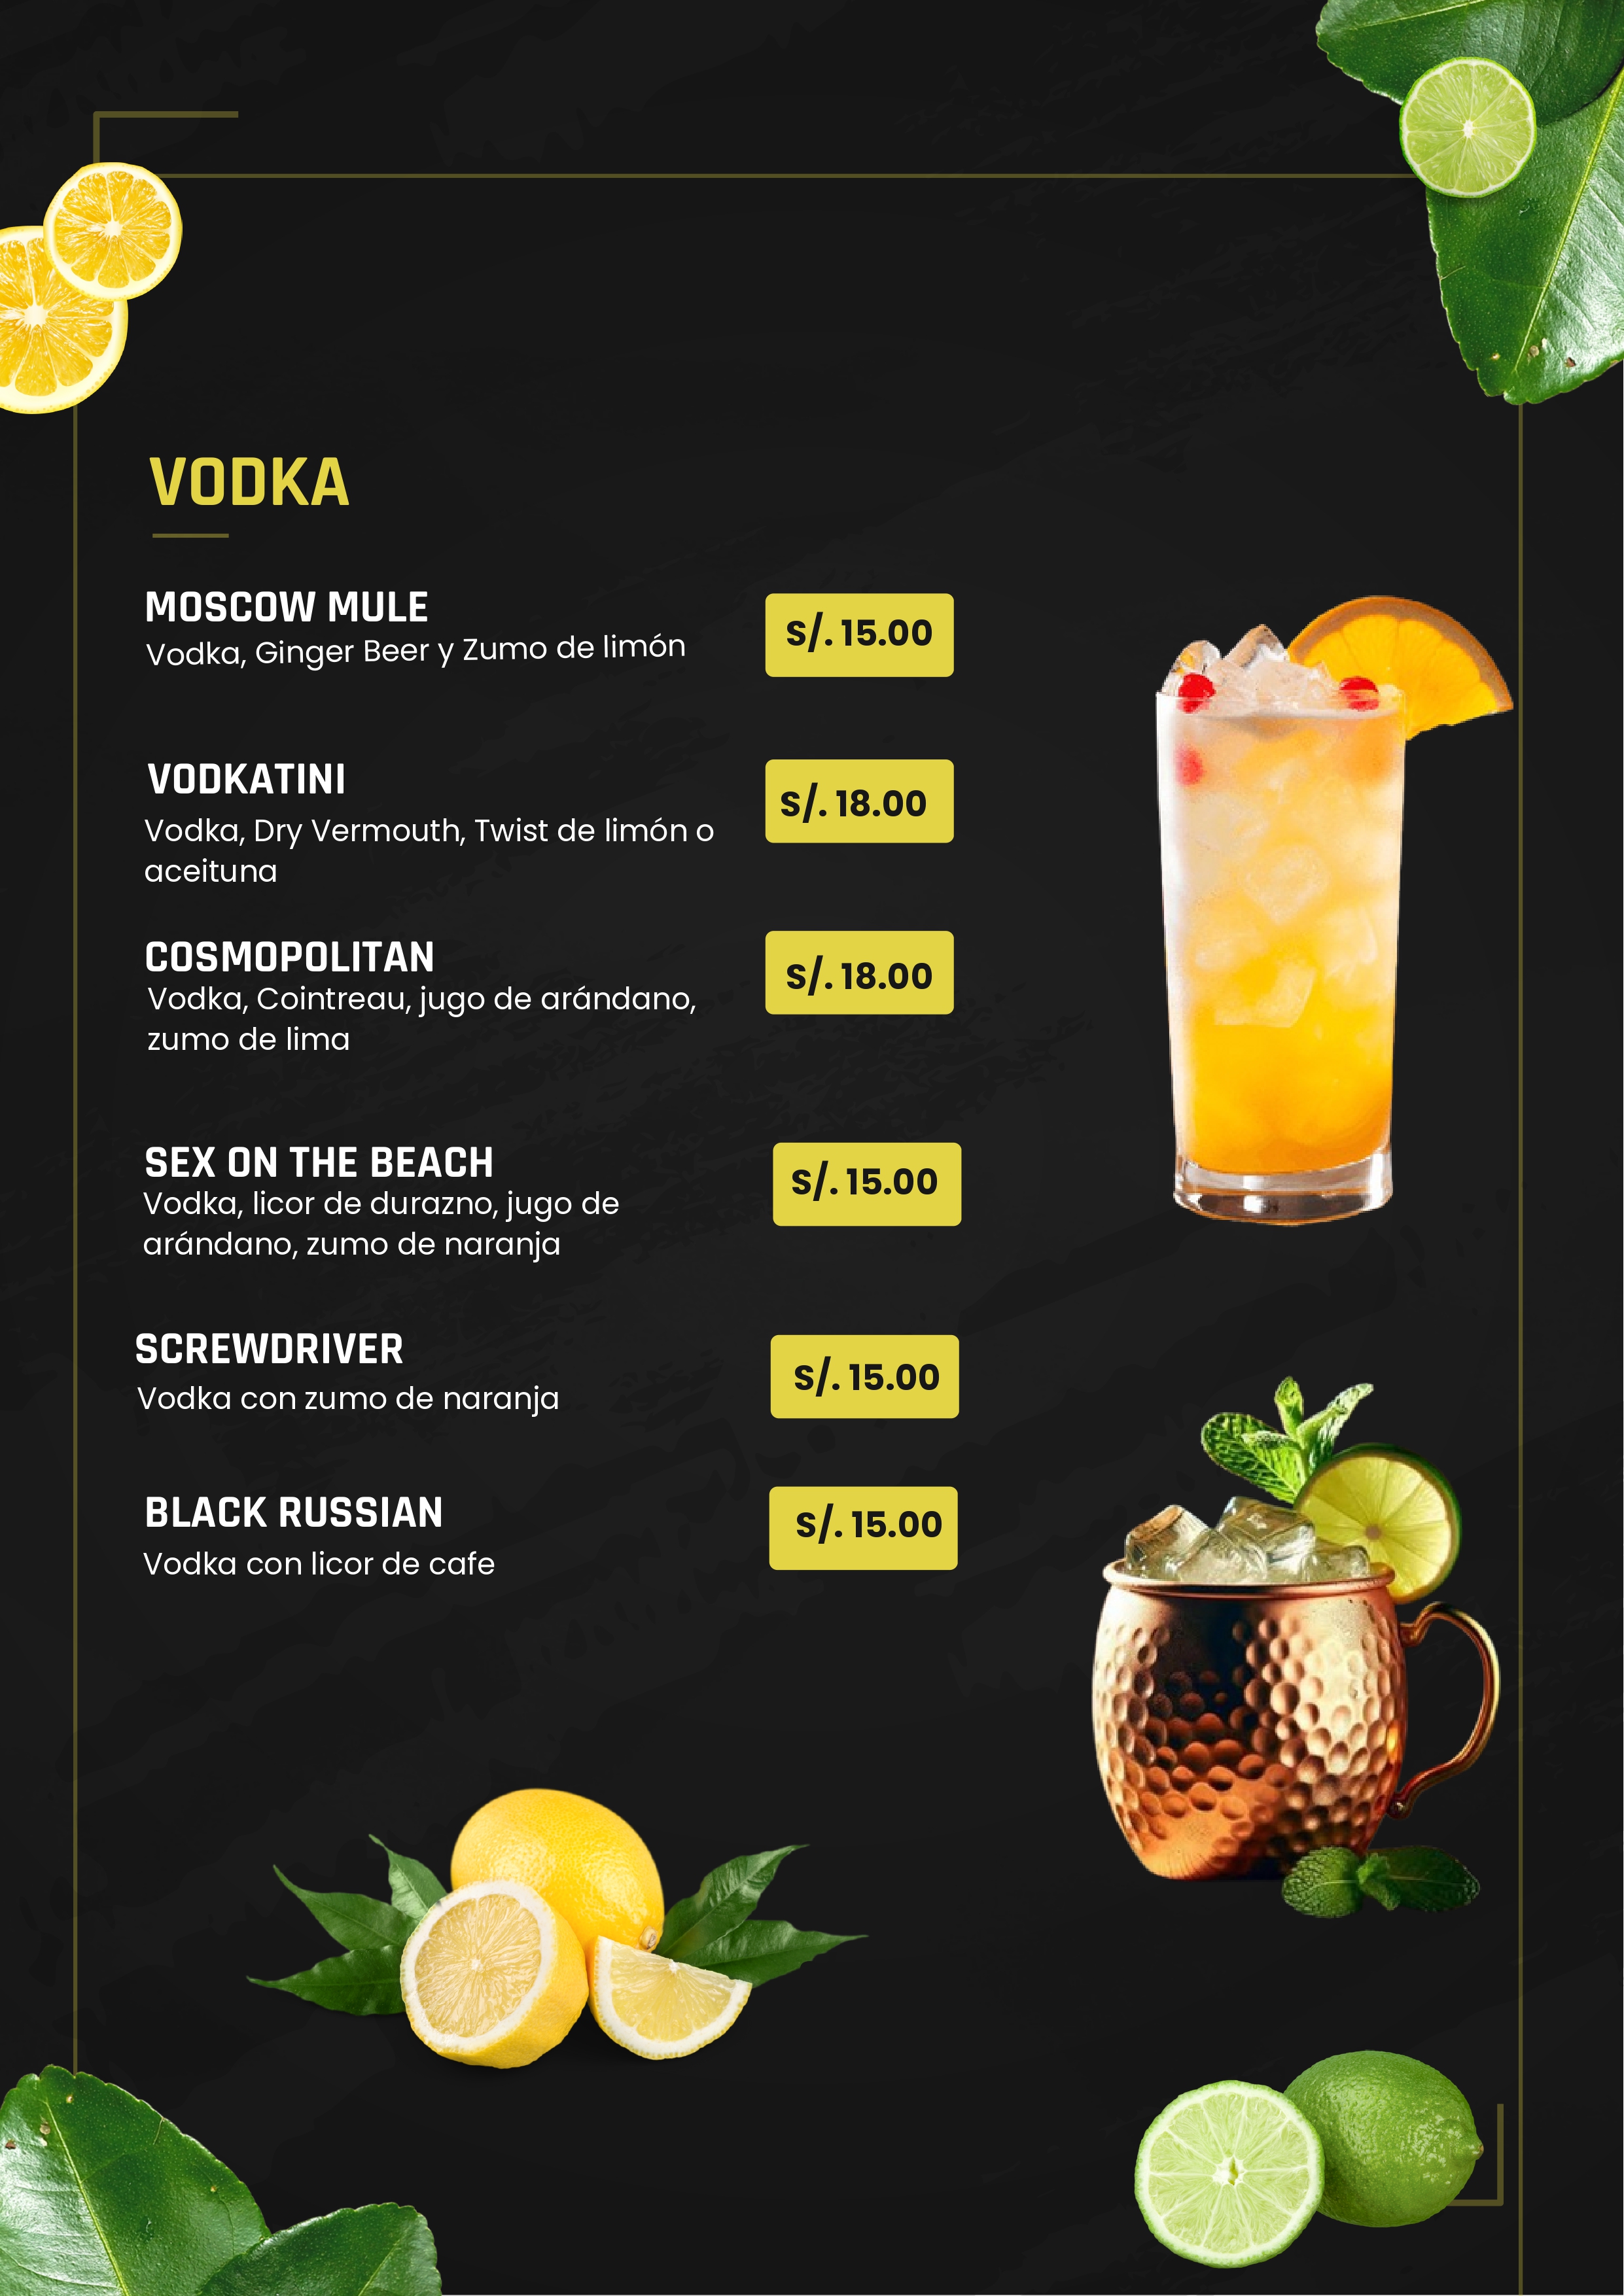 VODKA
MOSCOW MULE
Vodka, Ginger Beer y Zumo de limón
S/. 15.00
VODKATINI
Vodka, Dry Vermouth, Twist de limón o
aceituna
S/. 18.00
COSMOPOLITAN
Vodka, Cointreau, jugo de arándano,
zumo de lima
S/. 18.00
SEX ON THE BEACH
Vodka, licor de durazno, jugo de
arándano, zumo de naranja
S/. 15.00
SCREWDRIVER
Vodka con zumo de naranja
S/. 15.00
BLACK RUSSIAN
Vodka con licor de cafe
S/. 15.00